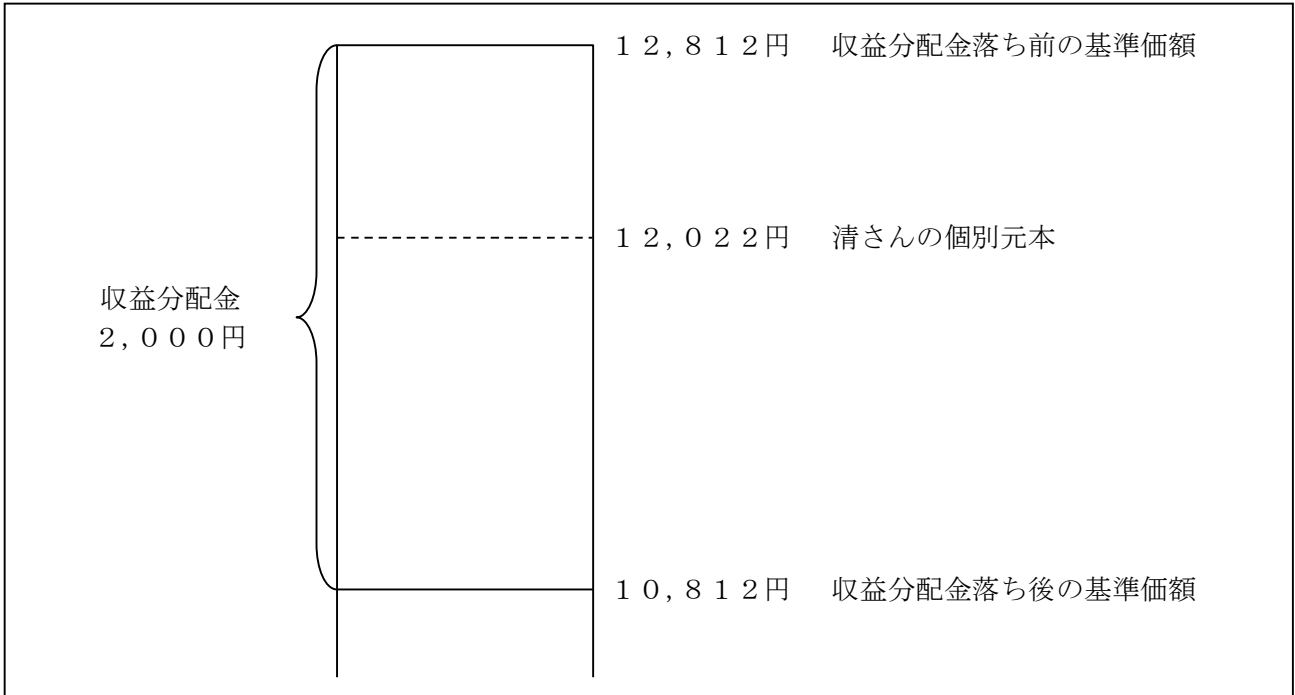 １２,８１２円　収益分配金落ち前の基準価額
１２,０２２円　清さんの個別元本
収益分配金
２,０００円
１０,８１２円　収益分配金落ち後の基準価額